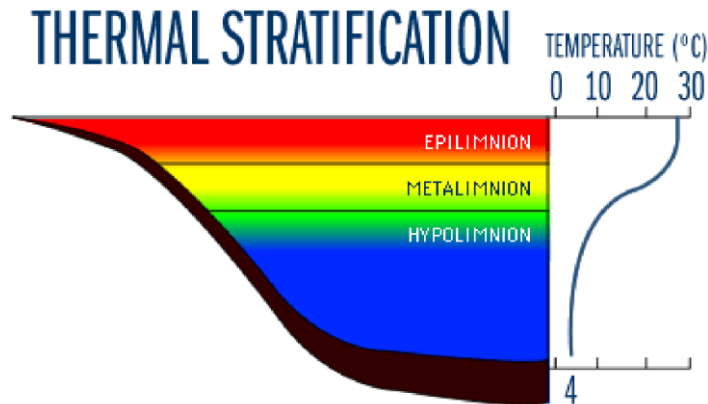 THERMAL STRATIFICATION
TEMPERATURE (°C)
0 10 20 30
EPILIMNION
METALIMNION
HYPOLIMNION
4